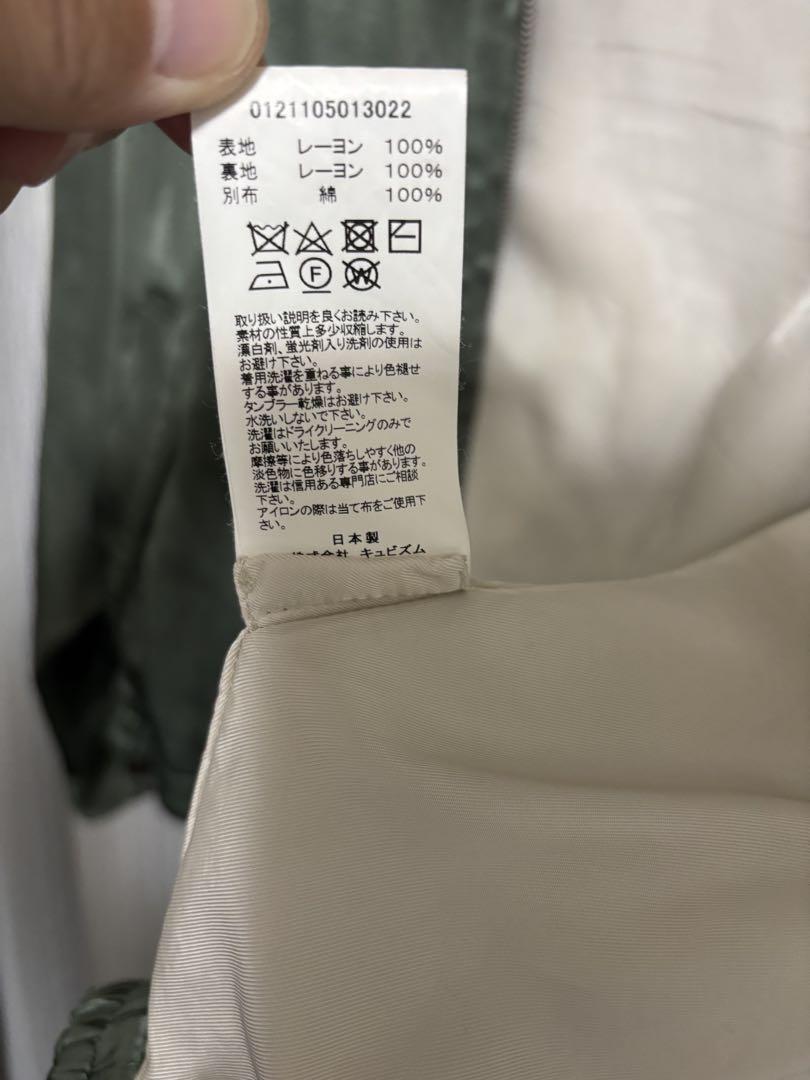 0121105013022
表地 レーヨン 100%
裏地 レーヨン 100%
別布 綿 100%
F
W
取り扱い説明を良くお読み下さい。
素材の性質上多少収縮します。
漂白剤、蛍光剤入り洗剤の使用は
お避け下さい。
着用洗濯を重ねる事により色褪せ
する事があります。
タンブラー乾燥はお避け下さい。
水洗いしないで下さい。
洗濯はドライクリーニングのみで
お願いいたします。
摩擦等により色落ちしやすく他の
淡色物に色移りする事があります。
洗濯は信用ある専門店にご相談
下さい。
アイロンの際は当て布をご使用下
さい。
日本製
株式会社 キュビズム